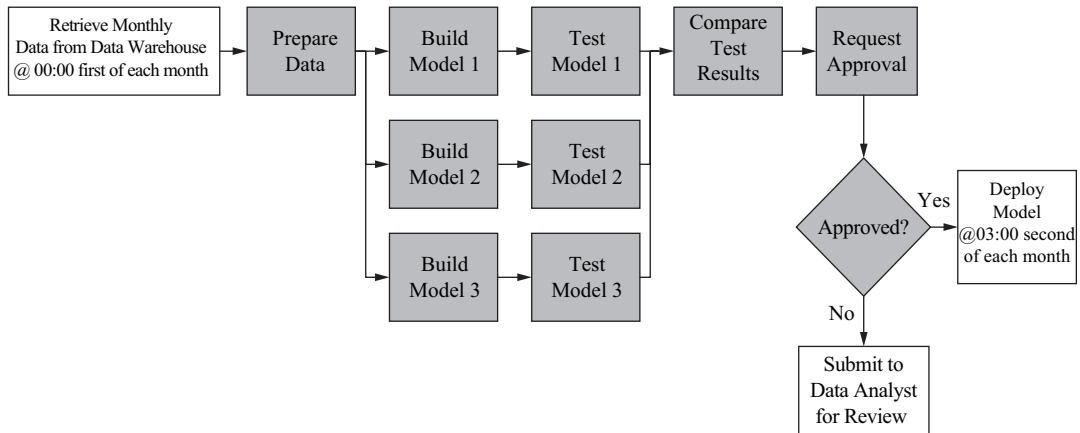 Retrieve Monthly
Data from Data Warehouse
@ 00:00 first of each month
Prepare
Data
Build
Model 1
Test
Model 1
Compare
Test
Results
Request
Approval
Build
Model 2
Test
Model 2
Build
Model 3
Test
Model 3
Approved?
Yes
Deploy
Model
@03:00 second
of each month
No
Submit to
Data Analyst
for Review